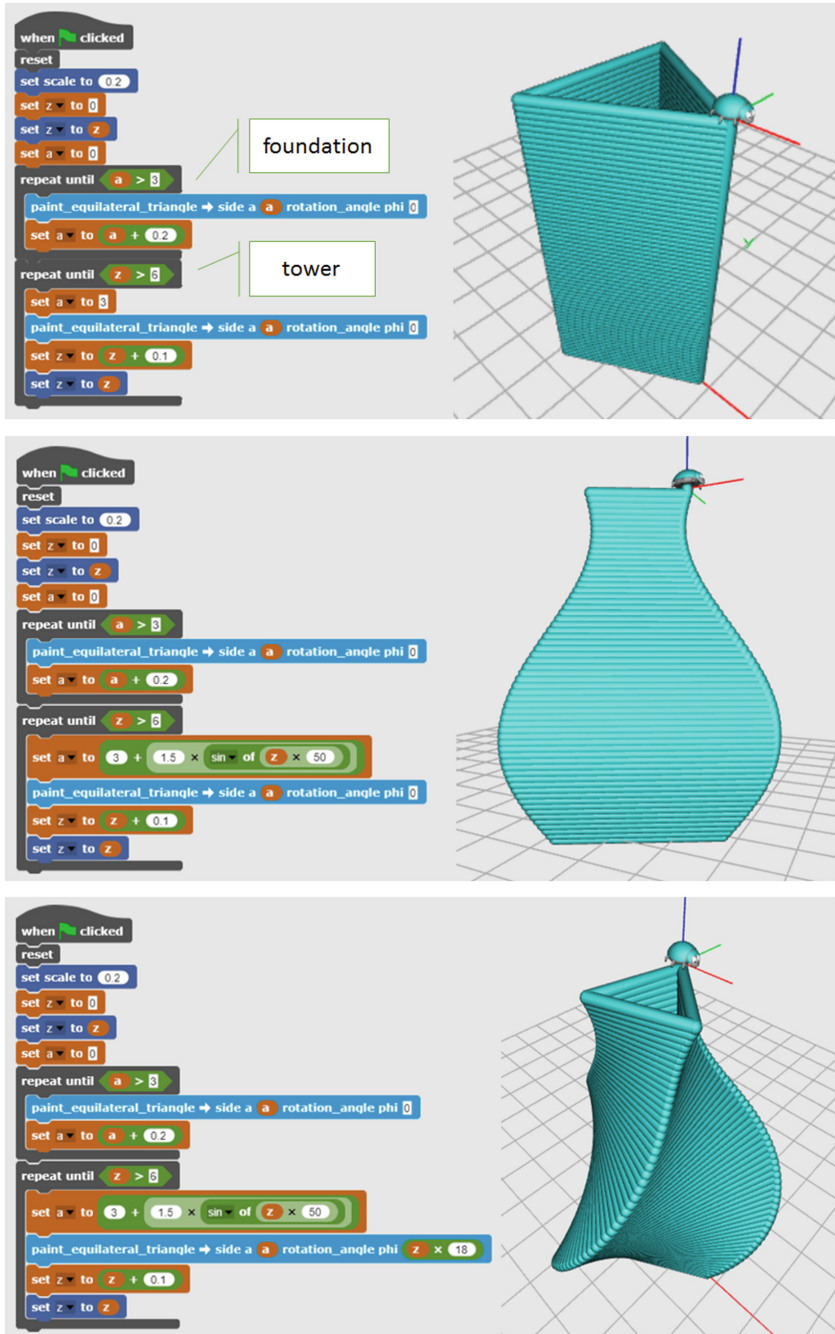 when clicked
reset
set scale to 0.2
set z to 0
set z to z
set a to 0
repeat until a > 3
foundation
paint_equilateral_triangle ➔ side a a rotation_angle phi 0
set a to a + 0.2
repeat until z > 6
tower
set a to 3
paint_equilateral_triangle ➔ side a a rotation_angle phi 0
set z to z + 0.1
set z to z
Y
when clicked
reset
set scale to 0.2
set z to 0
set z to z
set a to 0
repeat until a > 3
paint_equilateral_triangle ➔ side a a rotation_angle phi 0
set a to a + 0.2
repeat until z > 6
set a to 3 + 1.5 × sin of z × 50
paint_equilateral_triangle ➔ side a a rotation_angle phi 0
set z to z + 0.1
set z to z
when clicked
reset
set scale to 0.2
set z to 0
set z to z
set a to 0
repeat until a > 3
paint_equilateral_triangle ➔ side a a rotation_angle phi 0
set a to a + 0.2
repeat until z > 6
set a to 3 + 1.5 × sin of z × 50
paint_equilateral_triangle ➔ side a a rotation_angle phi z × 18
set z to z + 0.1
set z to z